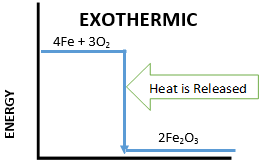 EXOTHERMIC
4Fe + 3O₂
Heat is Released
ENERGY
2Fe₂O₃